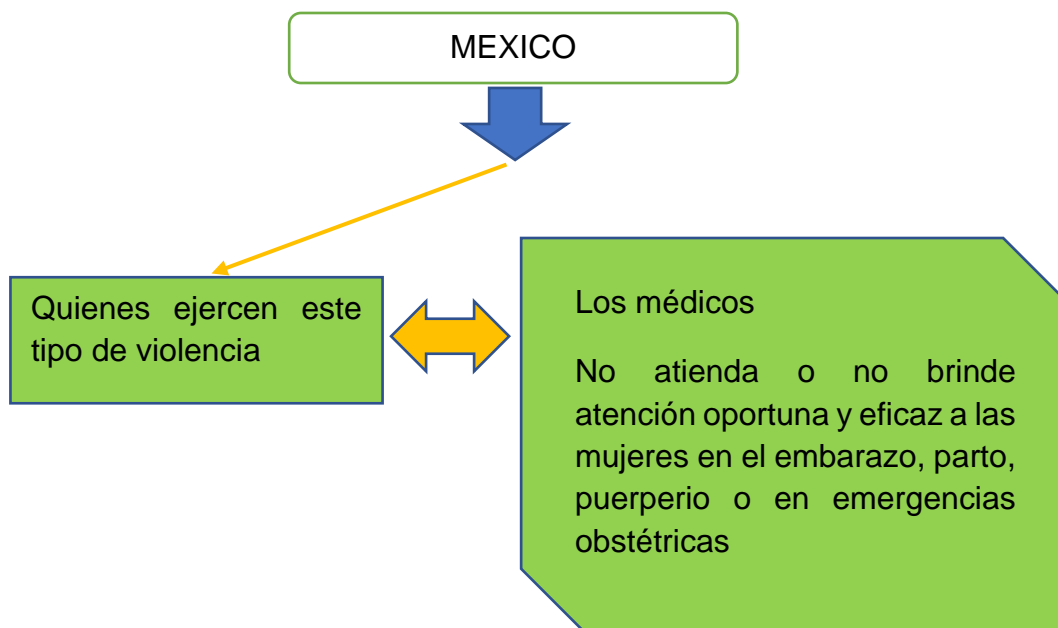 MEXICO
Quienes ejercen este
tipo de violencia
Los médicos
No atienda o no brinde
atención oportuna y eficaz a las
mujeres en el embarazo, parto,
puerperio o en emergencias
obstétricas